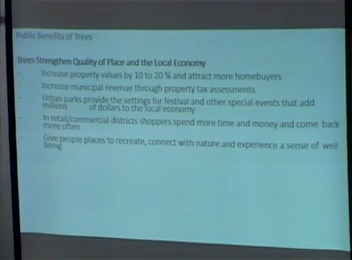 Public Benefits of Trees
Trees Strengthen Quality of Place and the Local Economy
- Increase property values by 10 to 20 % and attract more homebuyers
- Increase municipal revenue through property tax assessments
- Urban parks provide the settings for festival and other special events that add
millions of dollars to the local economy
- In retail/commercial districts shoppers spend more time and money and come back
more often
- Give people places to recreate, connect with nature and experience a sense of well
being